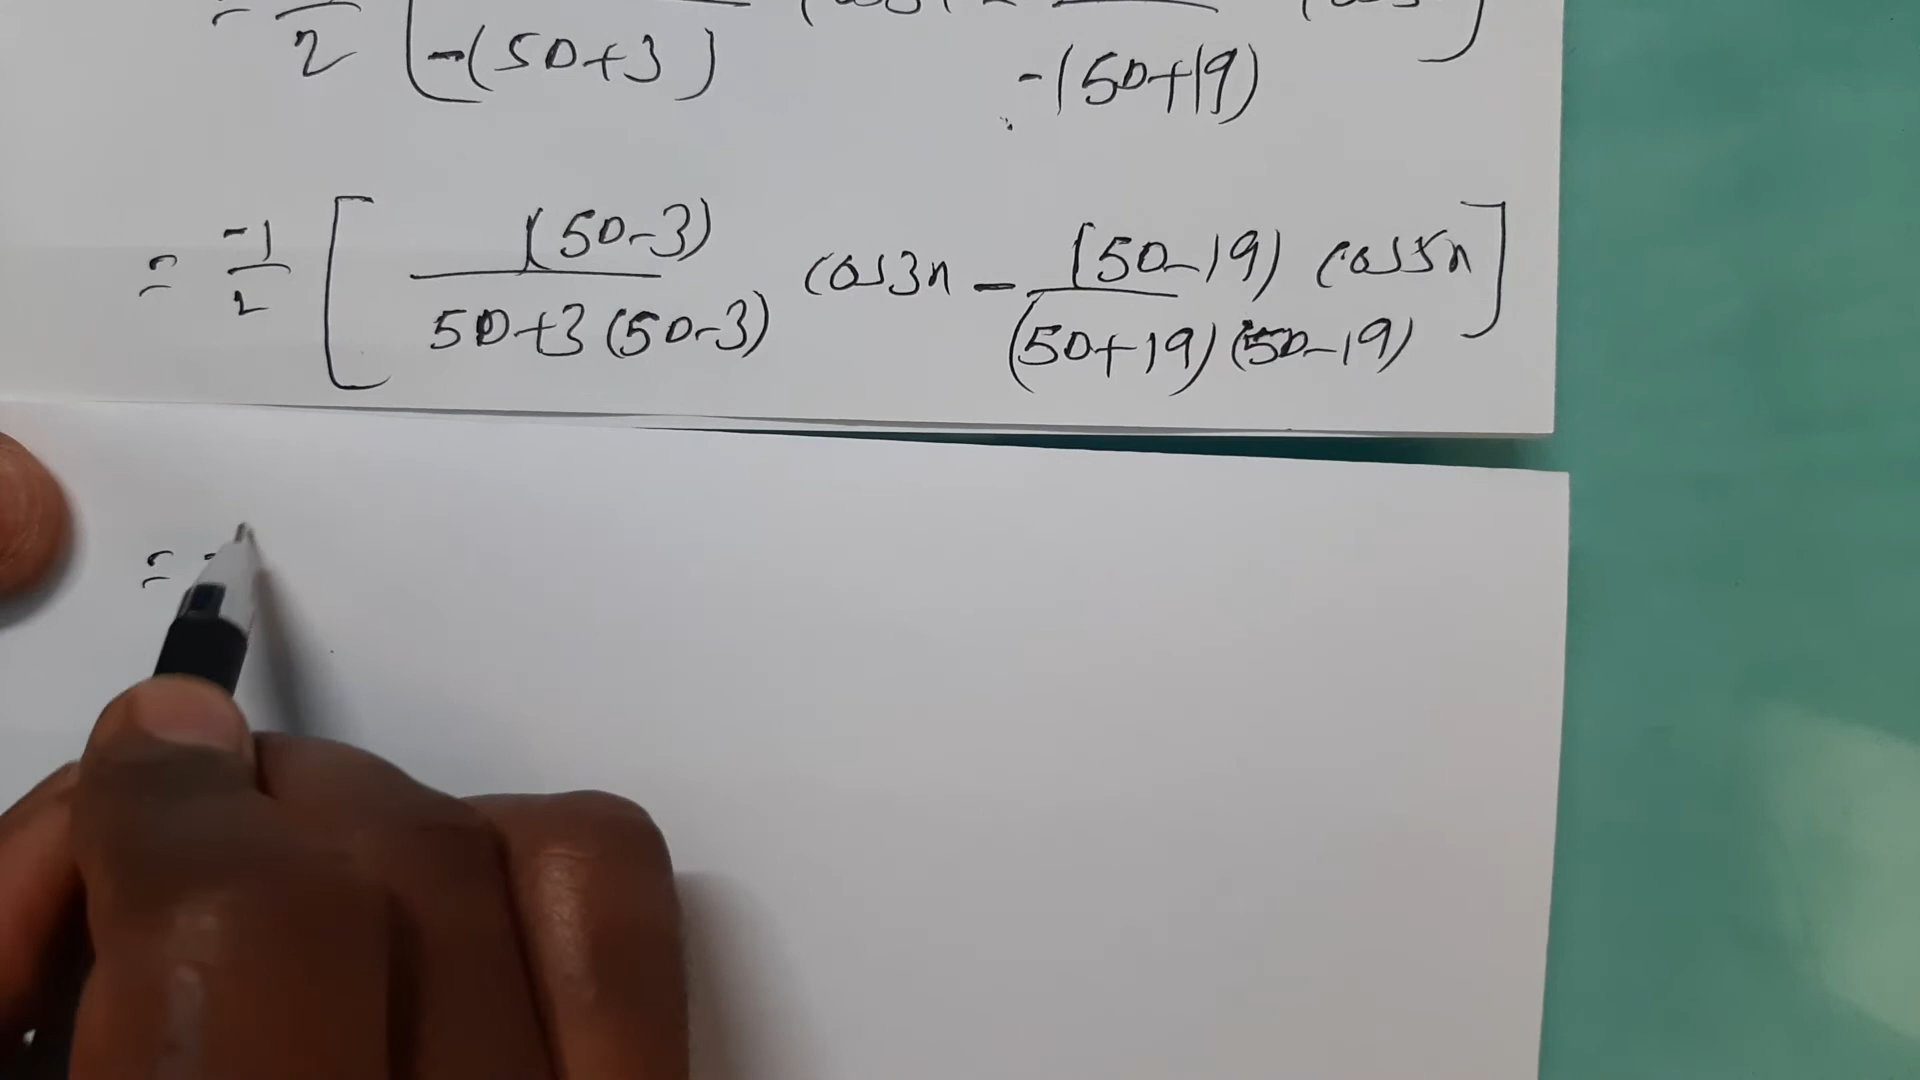 = 1/2 [ -(5D+3) -(5D+19) ]
= -1/2 [ (5D-3) / 5D+3 (5D-3) cos3x - (5D-19) / (5D+19) (5D-19) cos5x ]
= -